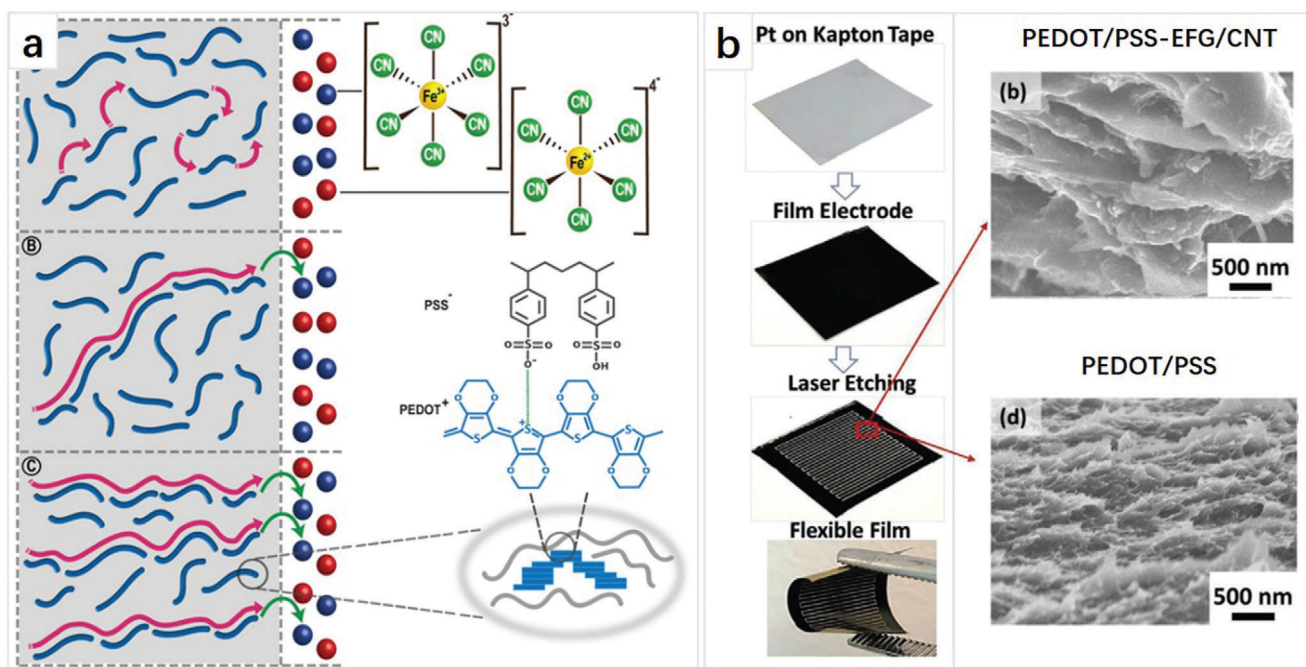 a
3-
CN
CN
CN
Fe3+
CN
CN
CN
4-
CN
CN
CN
Fe2+
CN
CN
CN
Ⓑ
PSS-
O=S=O
O-
O=S=O
OH
PEDOT+
O O
O O
S
S+
S
S
O O
O O
Ⓒ
b
Pt on Kapton Tape
Film Electrode
Laser Etching
Flexible Film
PEDOT/PSS-EFG/CNT
(b)
500 nm
PEDOT/PSS
(d)
500 nm